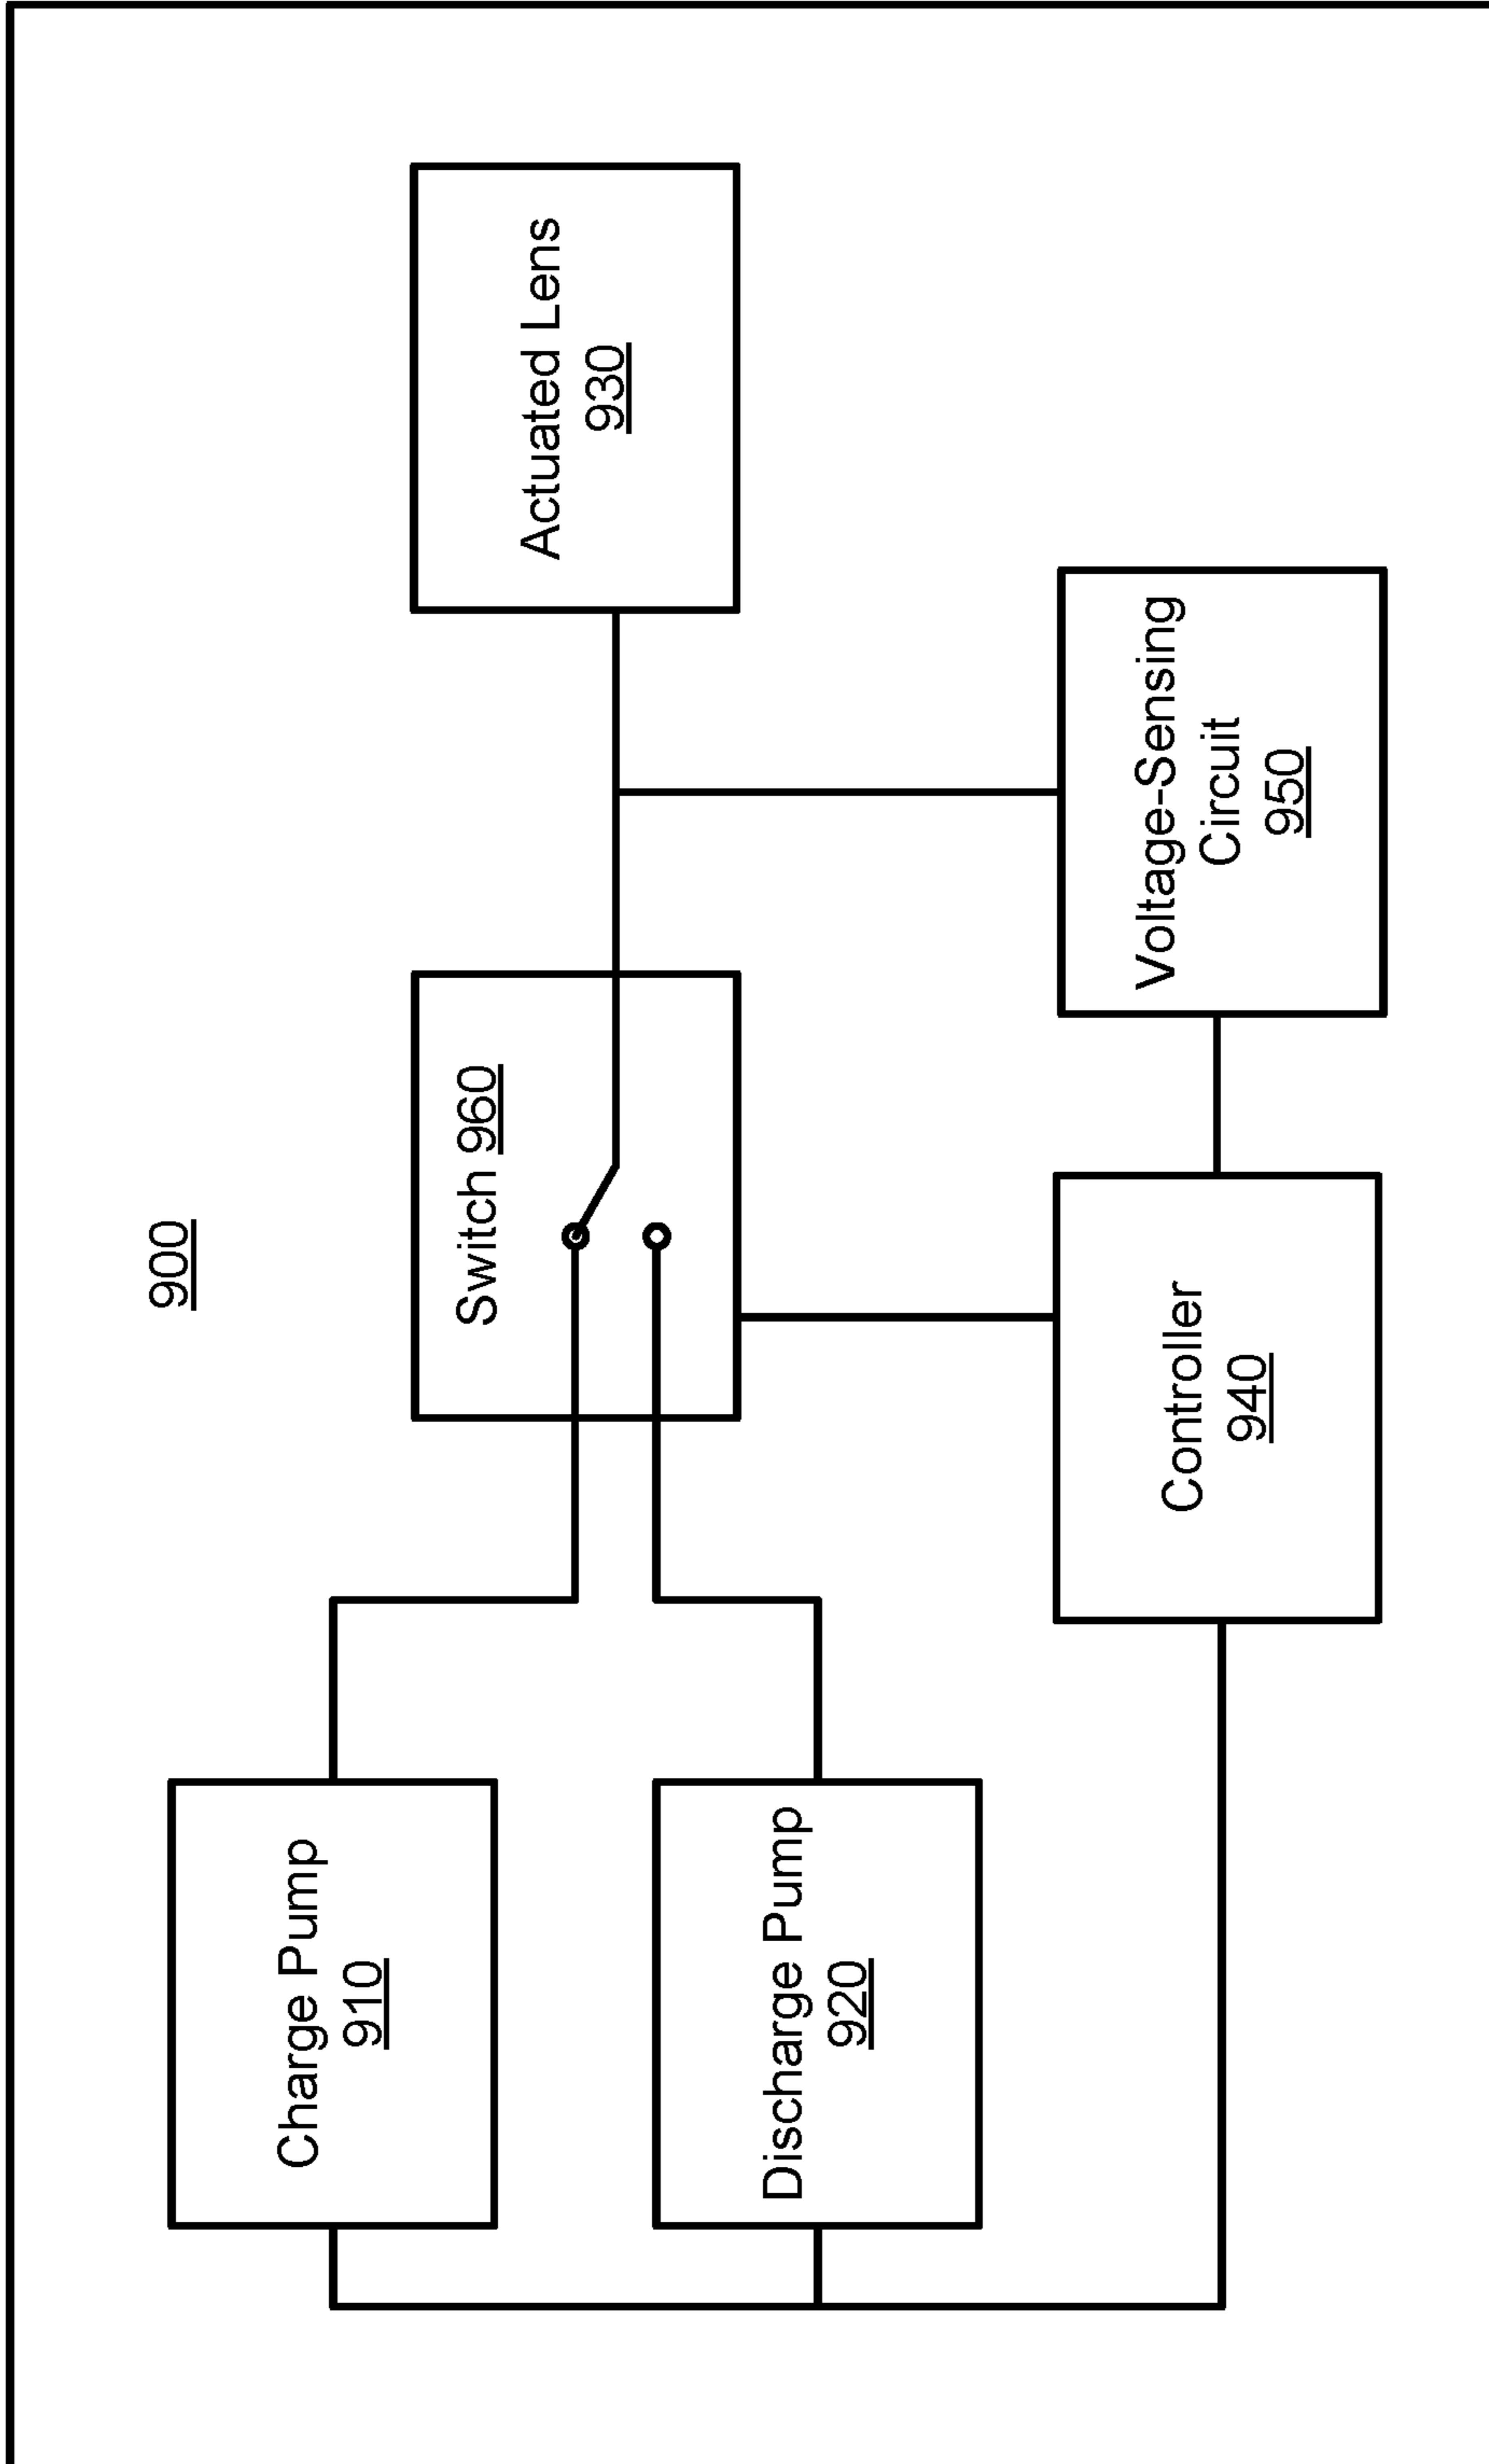 900
Charge Pump
910
Switch 960
Actuated Lens
930
Discharge Pump
920
Controller
940
Voltage-Sensing
Circuit
950